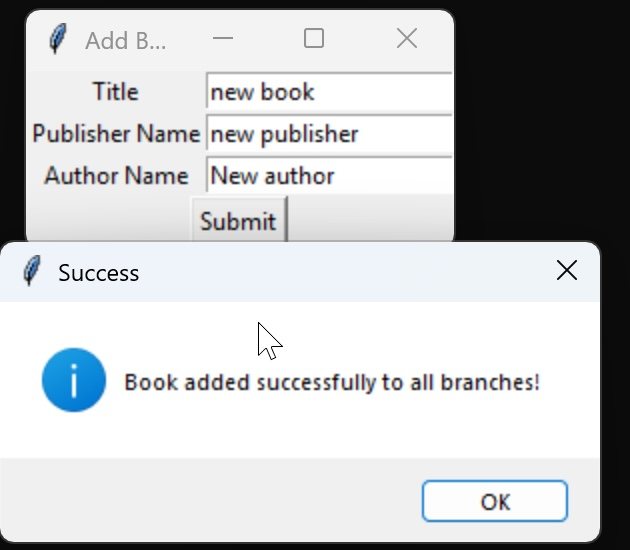 Add B...
Title new book
Publisher Name new publisher
Author Name New author
Submit
Success
Book added successfully to all branches!
OK